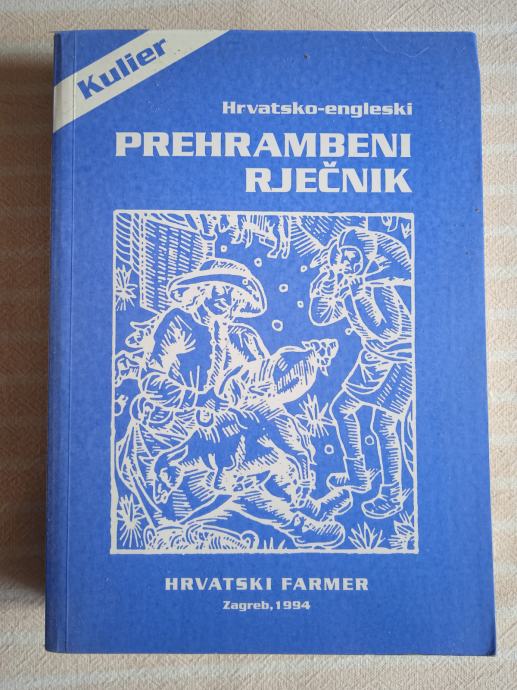 Kulier
Hrvatsko-engleski
PREHRAMBENI
RJEČNIK
HRVATSKI FARMER
Zagreb, 1994